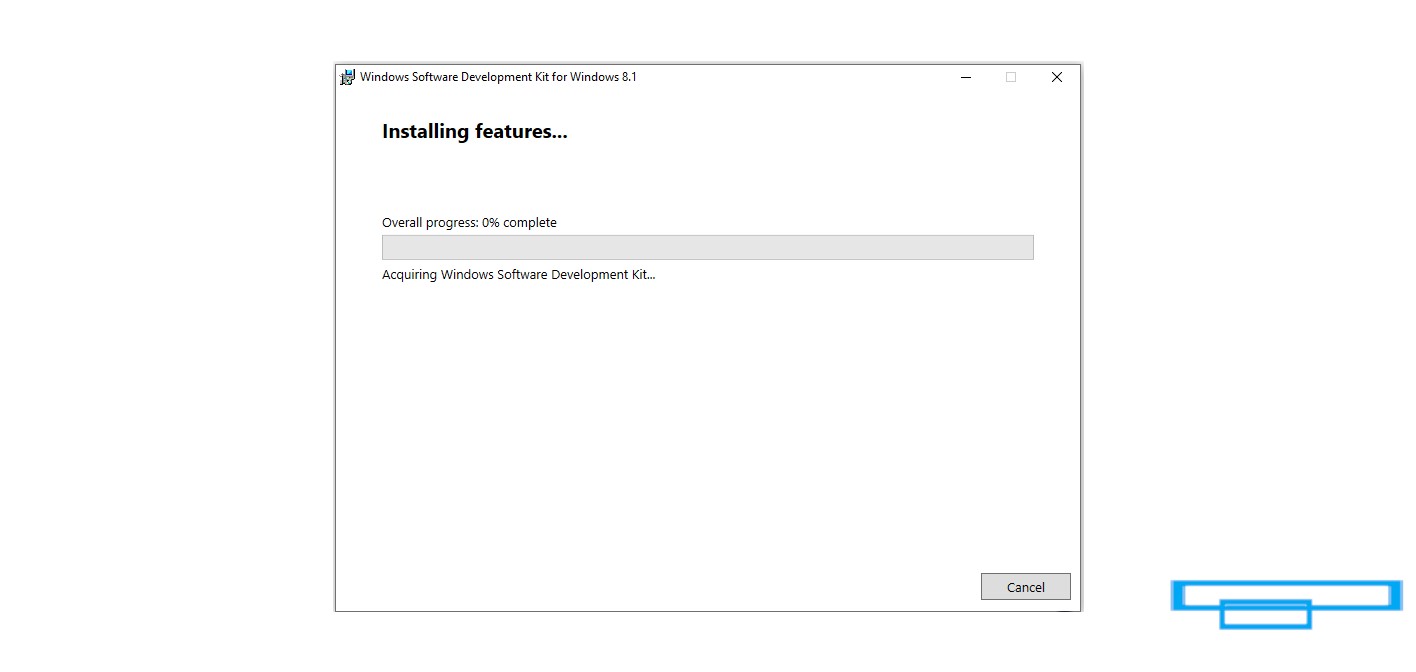 Windows Software Development Kit for Windows 8.1
Installing features...
Overall progress: 0% complete
Acquiring Windows Software Development Kit...
Cancel